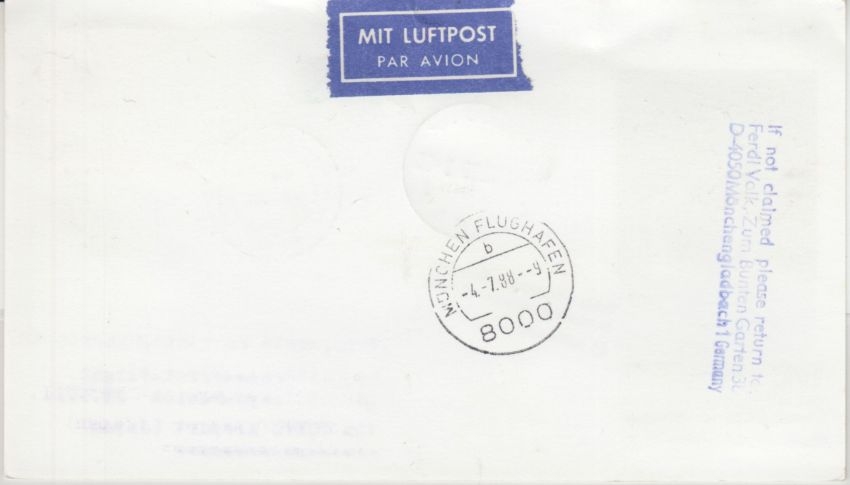 MIT LUFTPOST
PAR AVION
If not claimed please return to
Ferdi Volk, Zum Bunten Garten
D-4050 Mönchengladbach 1 Germany
MÜNCHEN FLUGHAFEN
b
-4.-7.88--9
8000